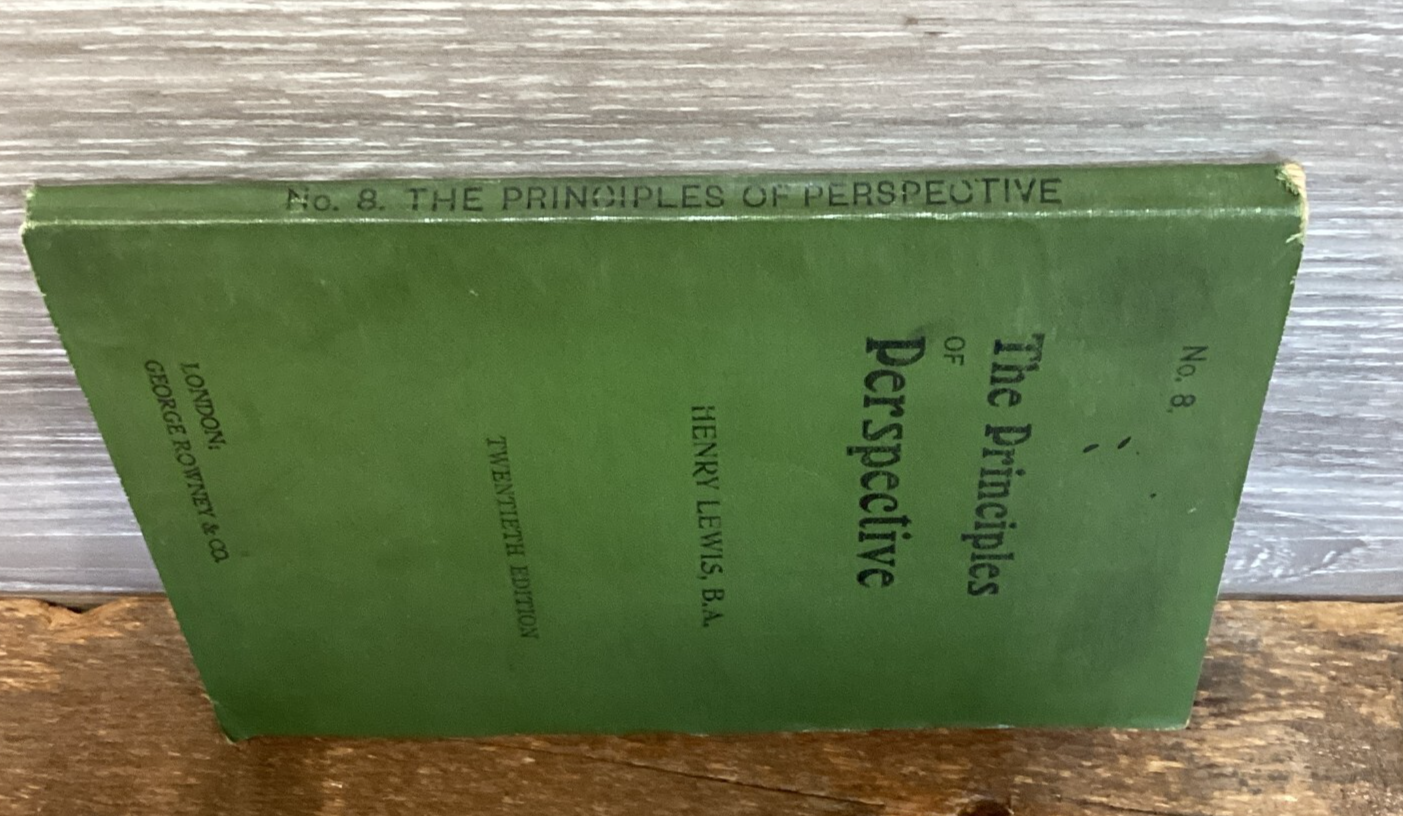 No. 8. THE PRINCIPLES OF PERSPECTIVE
No. 8.
The Principles
OF
Perspective
HENRY LEWIS, B.A.
TWENTIETH EDITION
LONDON:
GEORGE ROWNEY & CO.